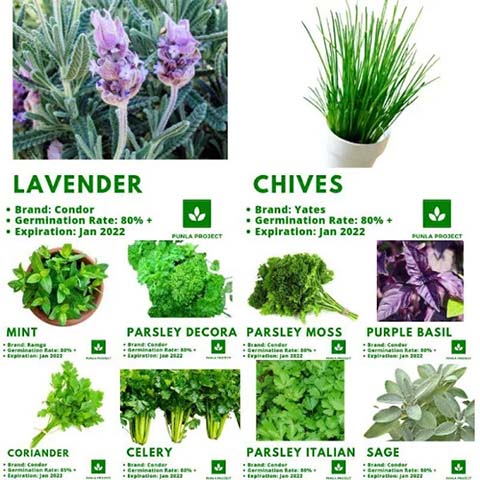 LAVENDER
• Brand: Condor
• Germination Rate: 80% +
• Expiration: Jan 2022
PUNLA PROJECT
CHIVES
• Brand: Yates
• Germination Rate: 80% +
• Expiration: Jan 2022
PUNLA PROJECT
MINT
• Brand: Ramgo
• Germination Rate: 80% +
• Expiration: Jan 2022
PUNLA PROJECT
PARSLEY DECORA
• Brand: Condor
• Germination Rate: 80% +
• Expiration: Jan 2022
PUNLA PROJECT
PARSLEY MOSS
• Brand: Condor
• Germination Rate: 80% +
• Expiration: Jan 2022
PUNLA PROJECT
PURPLE BASIL
• Brand: Condor
• Germination Rate: 80% +
• Expiration: Jan 2022
PUNLA PROJECT
CORIANDER
• Brand: Condor
• Germination Rate: 85% +
• Expiration: Jan 2022
PUNLA PROJECT
CELERY
• Brand: Condor
• Germination Rate: 80% +
• Expiration: Jan 2022
PUNLA PROJECT
PARSLEY ITALIAN
• Brand: Condor
• Germination Rate: 80% +
• Expiration: Jan 2022
PUNLA PROJECT
SAGE
• Brand: Condor
• Germination Rate: 80% +
• Expiration: Jan 2022
PUNLA PROJECT